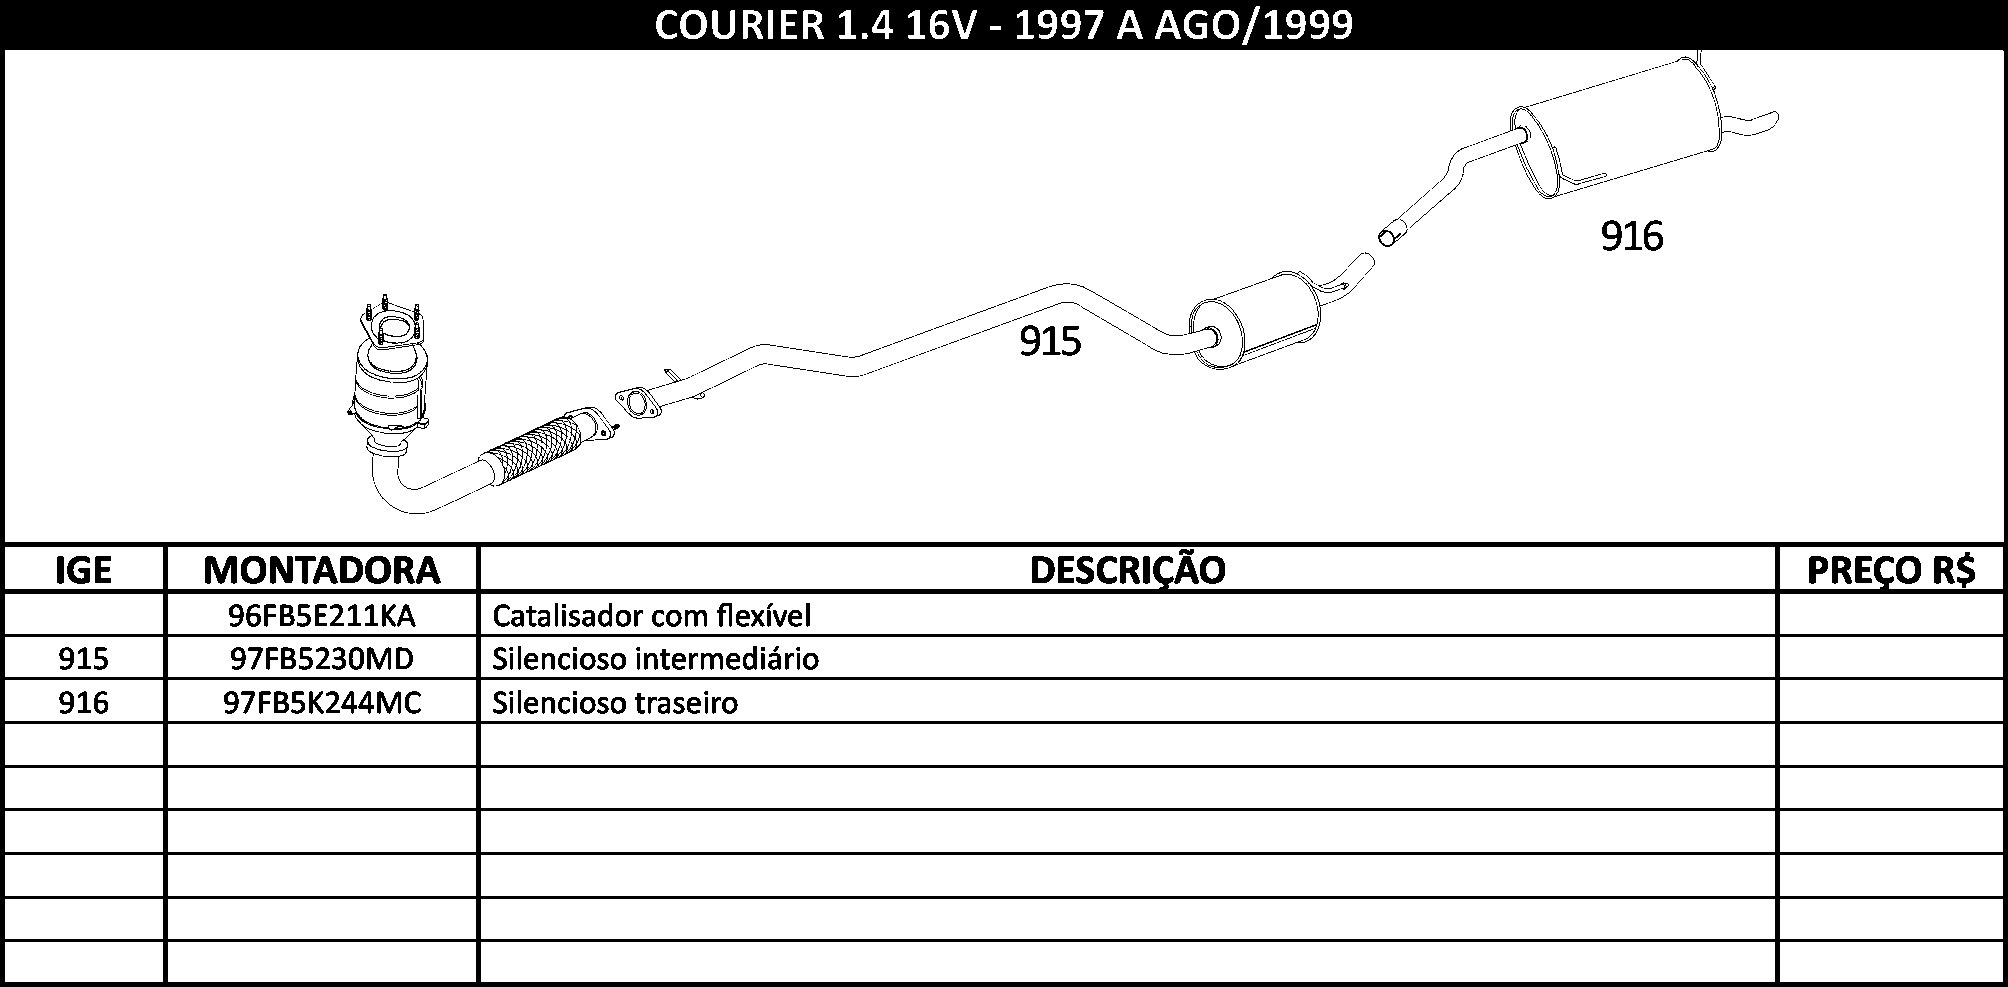 COURIER 1.4 16V - 1997 A AGO/1999
916
915
IGE MONTADORA DESCRIÇÃO PREÇO R$
96FB5E211KA Catalisador com flexível
915 97FB5230MD Silencioso intermediário
916 97FB5K244MC Silencioso traseiro